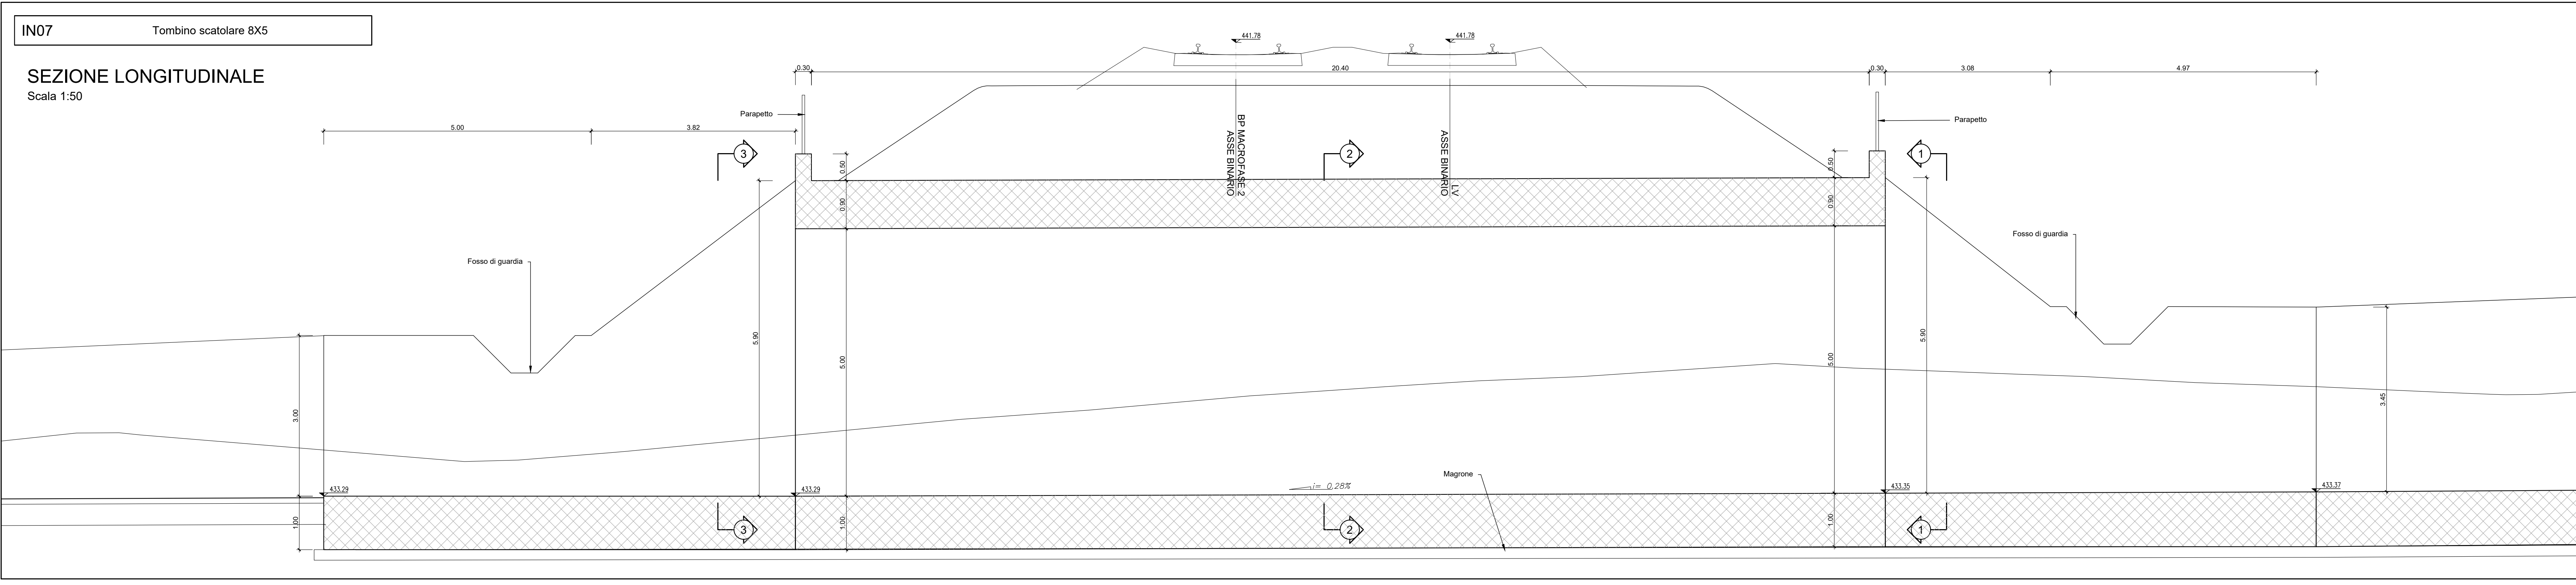 IN07 Tombino scatolare 8X5
SEZIONE LONGITUDINALE
Scala 1:50
441.78
441.78
0.30
20.40
0.30
3.08
4.97
5.00
3.82
Parapetto
Parapetto
3
2
1
BP MACROFASE 2
ASSE BINARIO
LV
ASSE BINARIO
0.50
0.90
0.50
0.90
Fosso di guardia
Fosso di guardia
5.90
5.00
5.00
5.90
3.00
3.45
Magrone
433.29
433.29
i= 0,28%
433.35
433.37
1.00
1.00
1.00
3
2
1